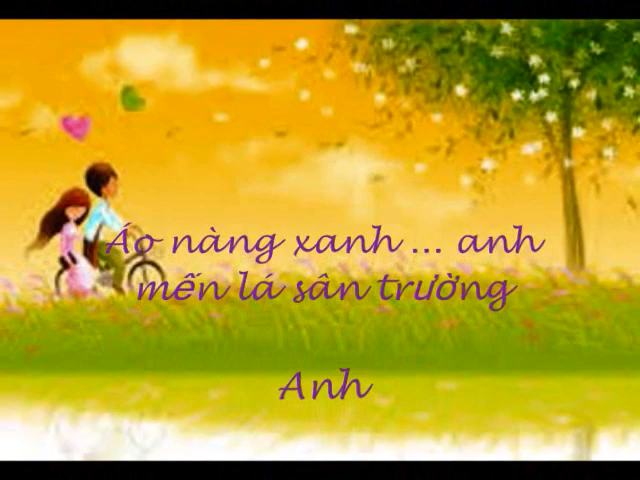 Áo nàng xanh ... anh
mến lá sân trường
Anh